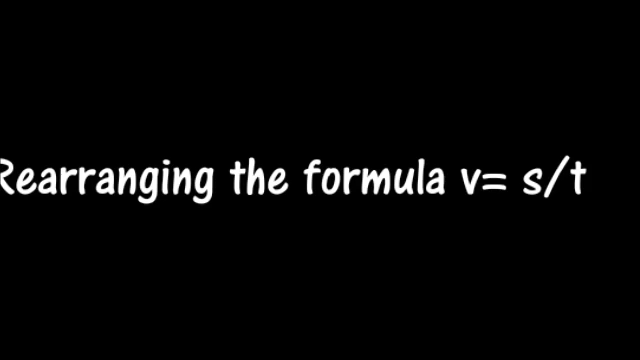 Rearranging the formula v= s/t